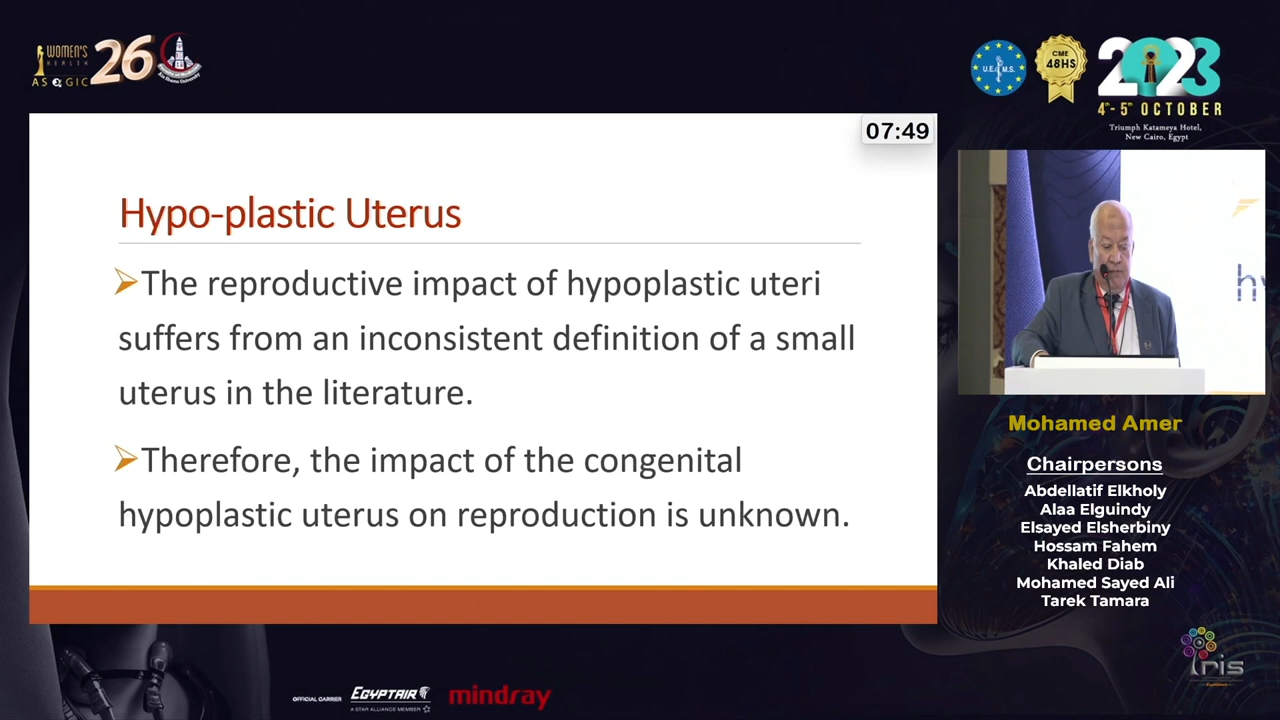 WOMEN'S
HEALTH
ASGIC
26
U.E.M.S.
CME
48HS
2023
4th- 5th OCTOBER
Triumph Katameya Hotel,
New Cairo, Egypt
07:49
Hypo-plastic Uterus
The reproductive impact of hypoplastic uteri
suffers from an inconsistent definition of a small
uterus in the literature.
Therefore, the impact of the congenital
hypoplastic uterus on reproduction is unknown.
Mohamed Amer
Chairpersons
Abdellatif Elkholy
Alaa Elguindy
Elsayed Elsherbiny
Hossam Fahem
Khaled Diab
Mohamed Sayed Ali
Tarek Tamara
OFFICIAL CARRIER
EGYPTAIR
A STAR ALLIANCE MEMBER
mindray
Iris